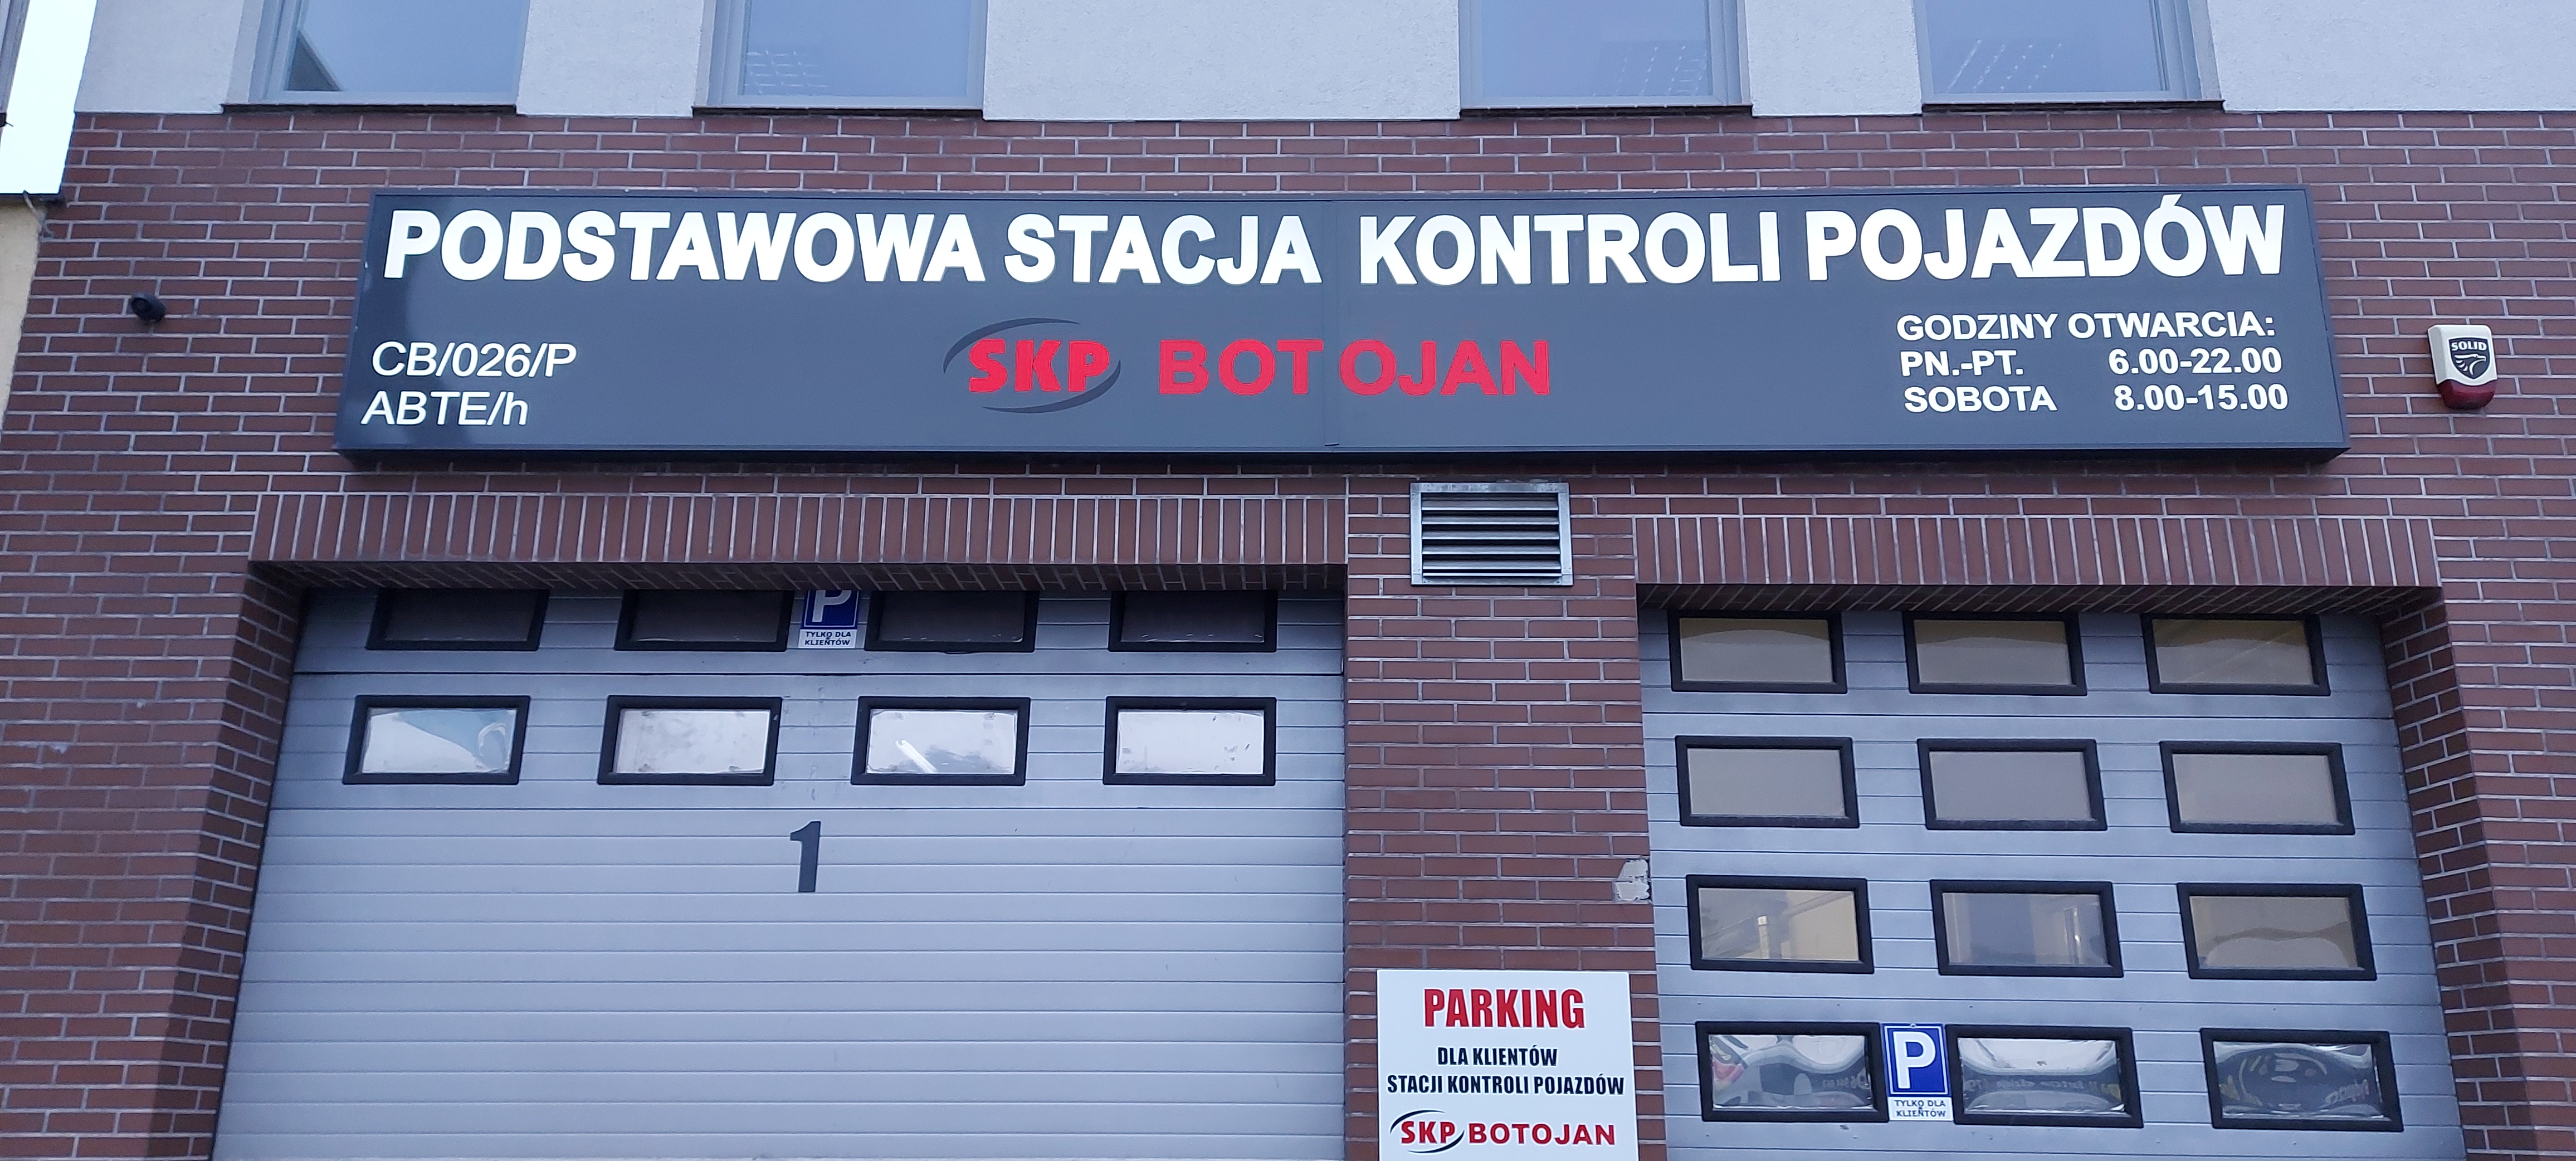 PODSTAWOWA STACJA KONTROLI POJAZDÓW
CB/026/P
ABTE/h
SKP BOTOJAN
GODZINY OTWARCIA:
PN.-PT. 6.00-22.00
SOBOTA 8.00-15.00
SOLID
P
TYLKO DLA
KLIENTÓW
1
PARKING
DLA KLIENTÓW
STACJI KONTROLI POJAZDÓW
SKP BOTOJAN
P
TYLKO DLA
KLIENTÓW